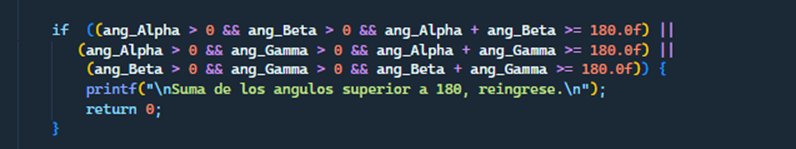 if ((ang_Alpha > 0 && ang_Beta > 0 && ang_Alpha + ang_Beta >= 180.0f) ||
(ang_Alpha > 0 && ang_Gamma > 0 && ang_Alpha + ang_Gamma >= 180.0f) ||
(ang_Beta > 0 && ang_Gamma > 0 && ang_Beta + ang_Gamma >= 180.0f)) {
printf("\nSuma de los angulos superior a 180, reingrese.\n");
return 0;
}